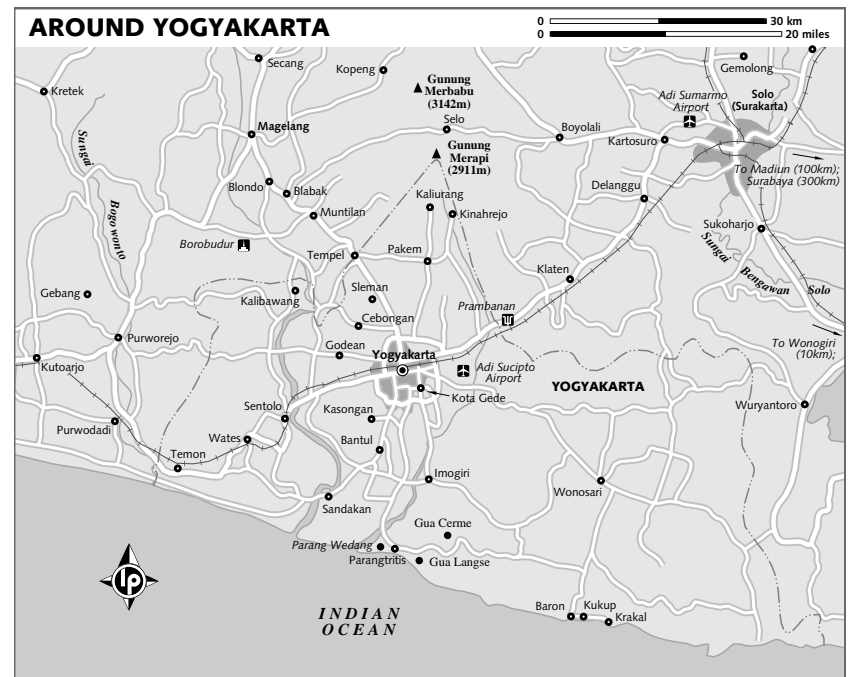 AROUND YOGYAKARTA
0 30 km
0 20 miles
Secang
Kopeng
Gunung
Merbabu
(3142m)
Gemolong
Kretek
Adi Sumarmo
Airport
Solo
(Surakarta)
Selo
Magelang
Boyolali
Kartosuro
Sungai
Bogowonto
Gunung
Merapi
(2911m)
To Madiun (100km);
Surabaya (300km)
Blondo
Blabak
Kaliurang
Delanggu
Muntilan
Kinahrejo
Borobudur
Sukoharjo
Tempel
Pakem
Sungai
Bengawan
Solo
Klaten
Gebang
Kalibawang
Sleman
Prambanan
Cebongan
Purworejo
Godean
Yogyakarta
To Wonogiri
(10km);
Kutoarjo
Adi Sucipto
Airport
YOGYAKARTA
Kota Gede
Wuryantoro
Sentolo
Kasongan
Purwodadi
Wates
Bantul
Temon
Imogiri
Wonosari
Sandakan
Gua Cerme
Parang Wedang
Parangtritis
Gua Langse
lp
INDIAN
OCEAN
Baron
Kukup
Krakal